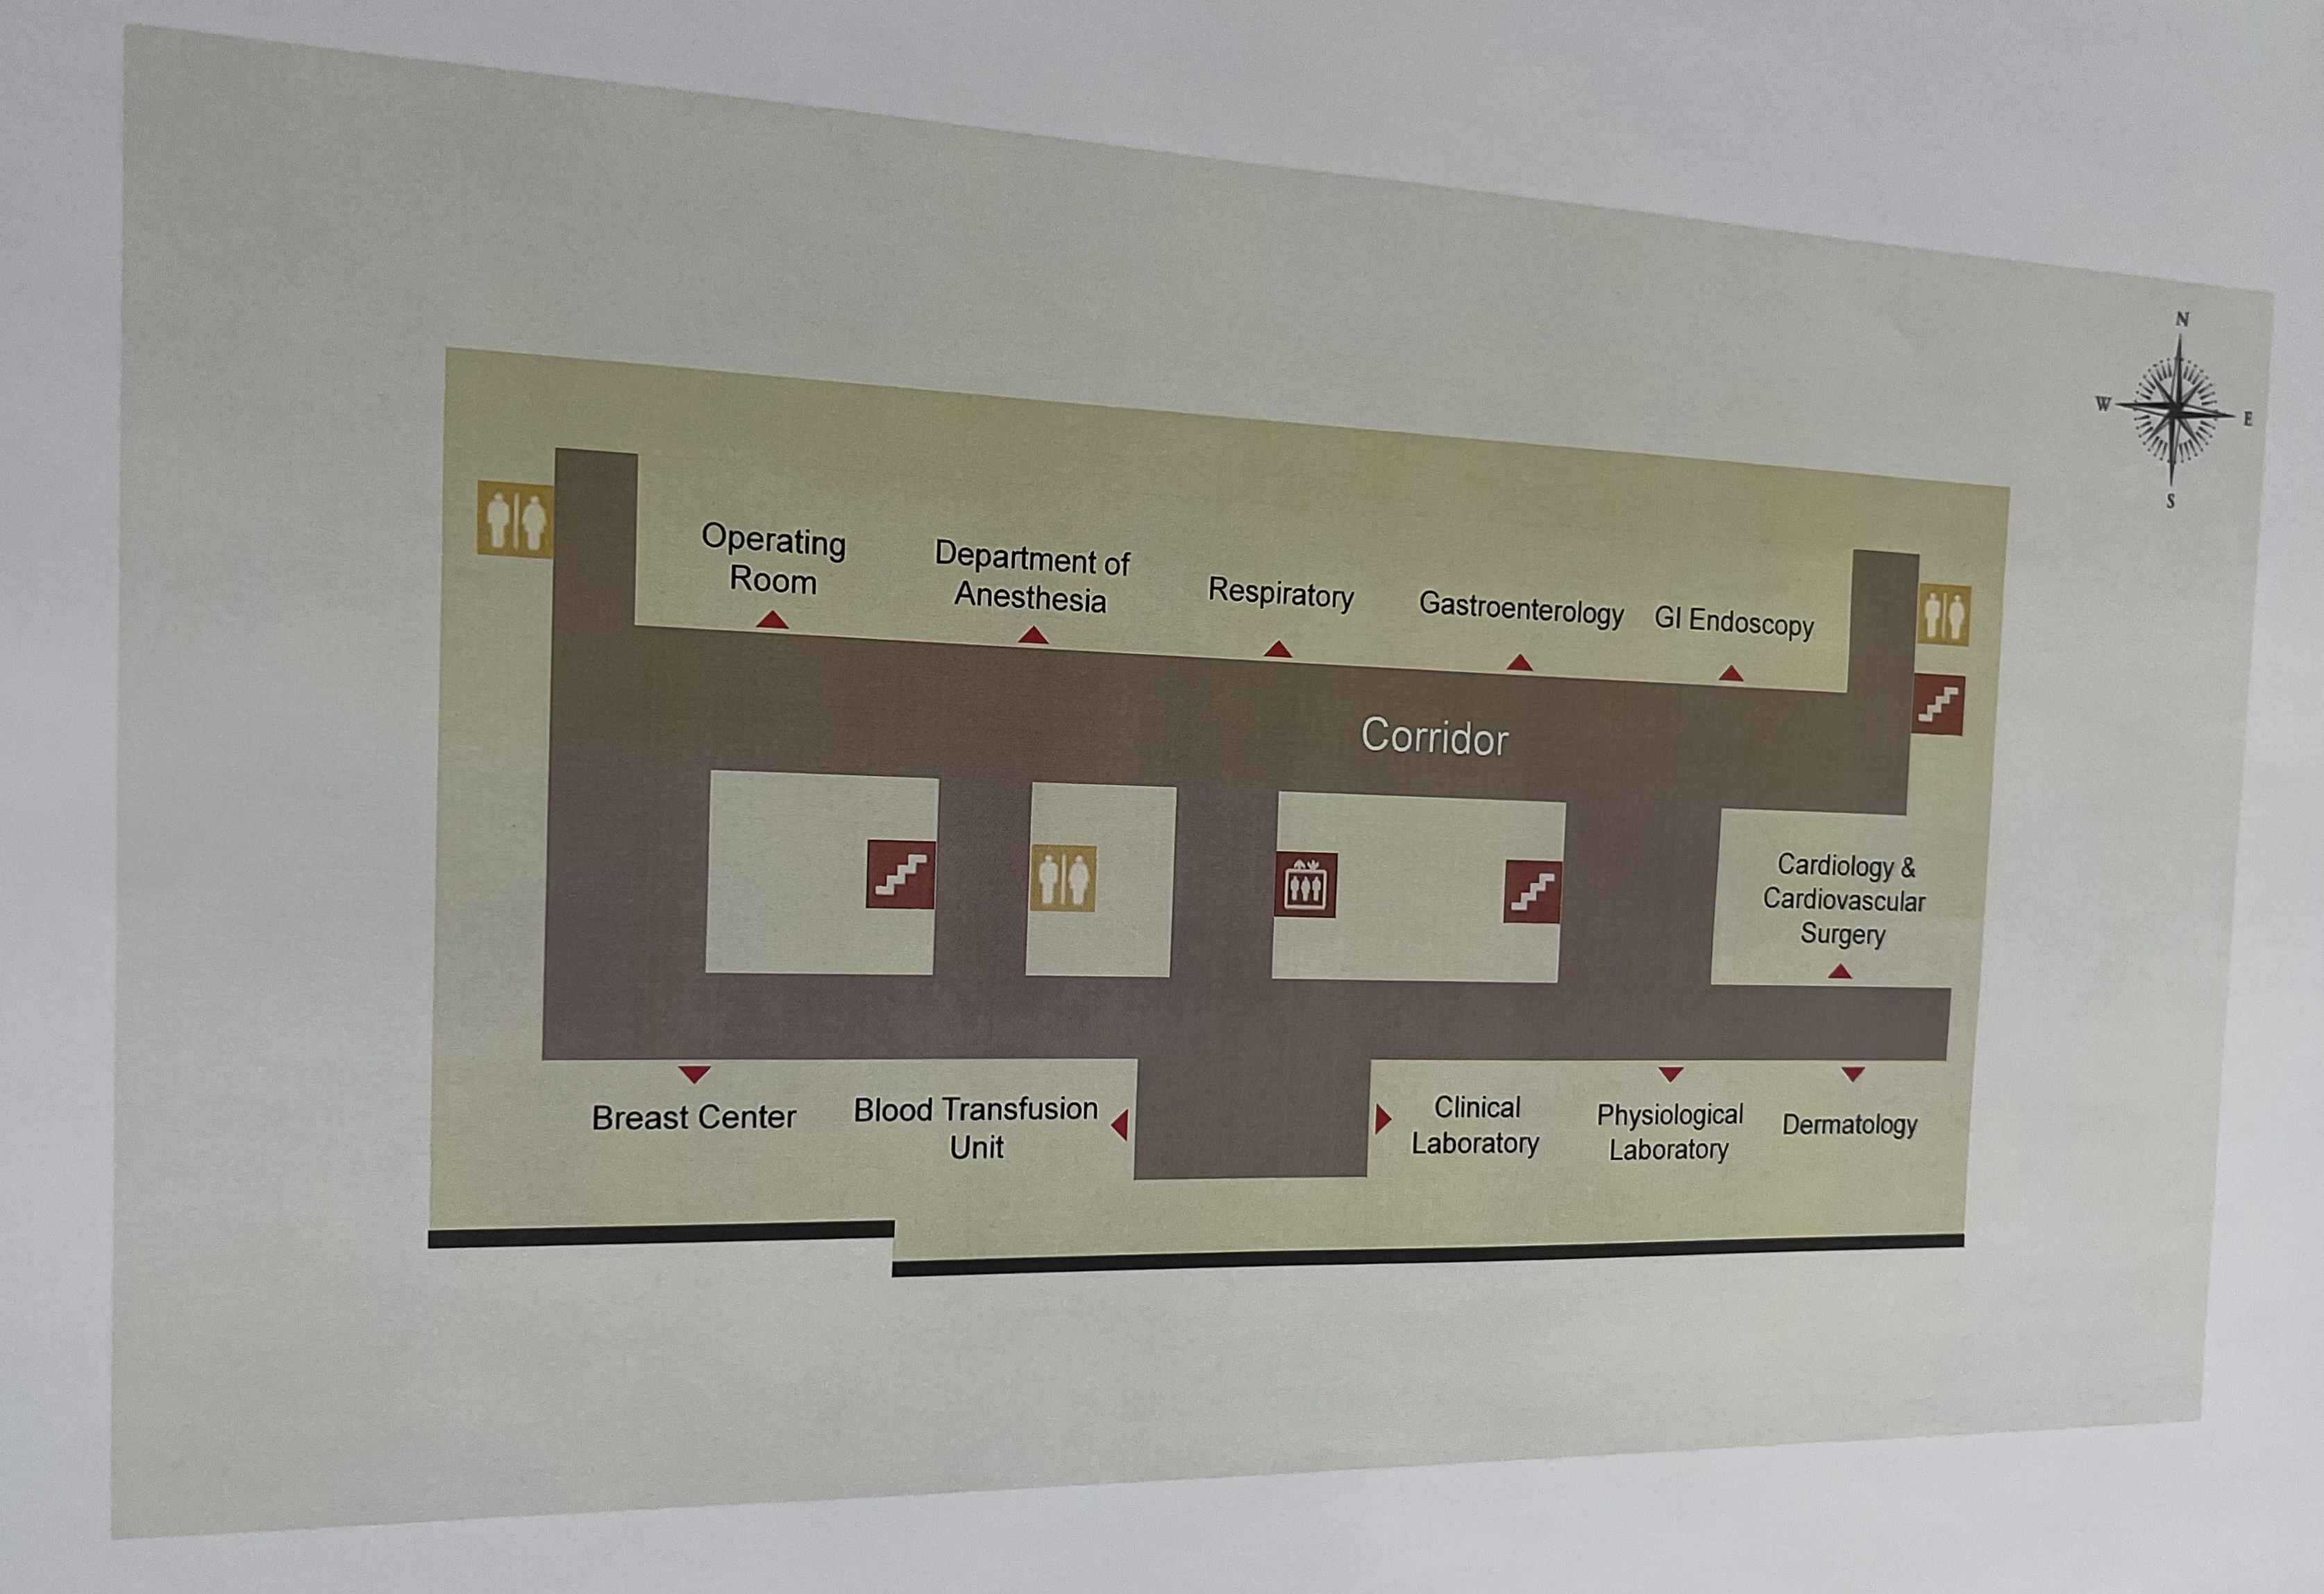 N
W
E
S
Operating
Room
Department of
Anesthesia
Respiratory
Gastroenterology
GI Endoscopy
Corridor
Cardiology &
Cardiovascular
Surgery
Breast Center
Blood Transfusion
Unit
Clinical
Laboratory
Physiological
Laboratory
Dermatology